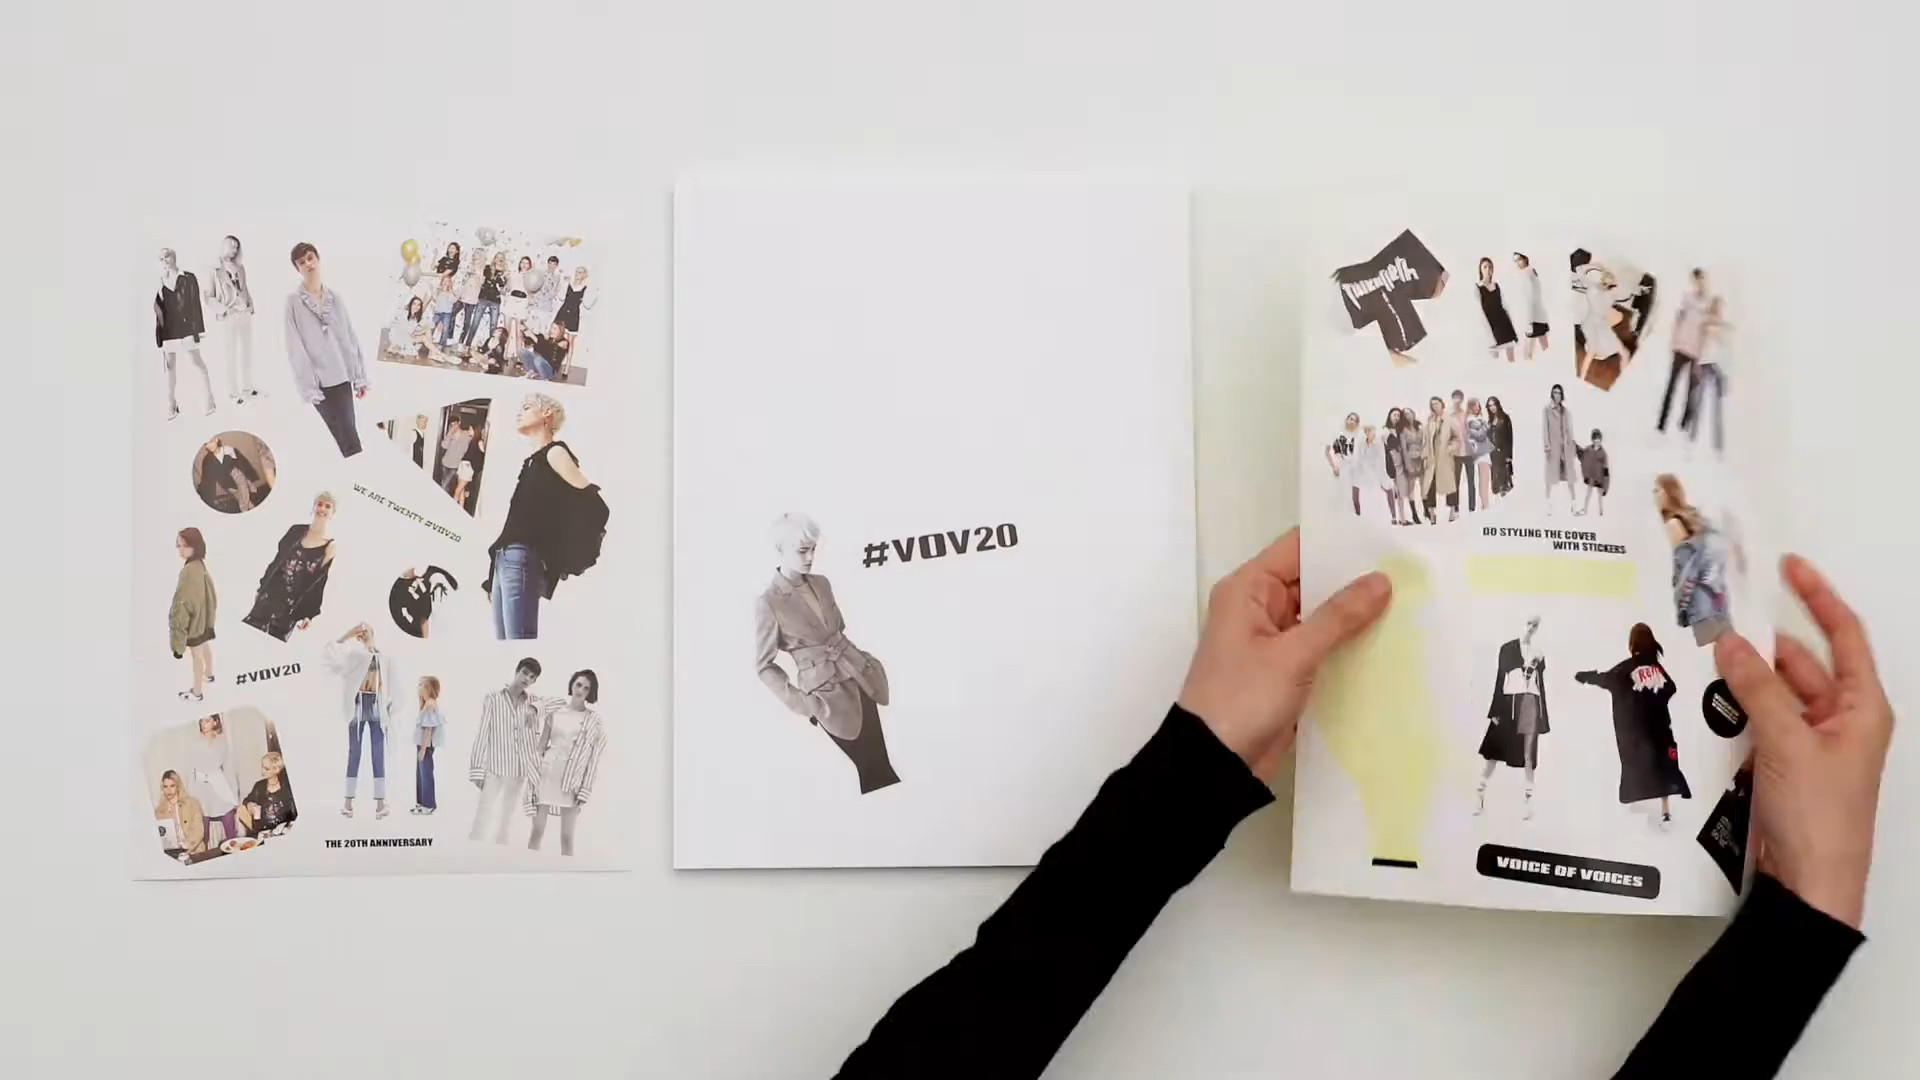 WE ARE TWENTY #VOV20
#VOV20
THE 20TH ANNIVERSARY
#VOV20
DO STYLING THE COVER
WITH STICKERS
VOICE OF VOICES